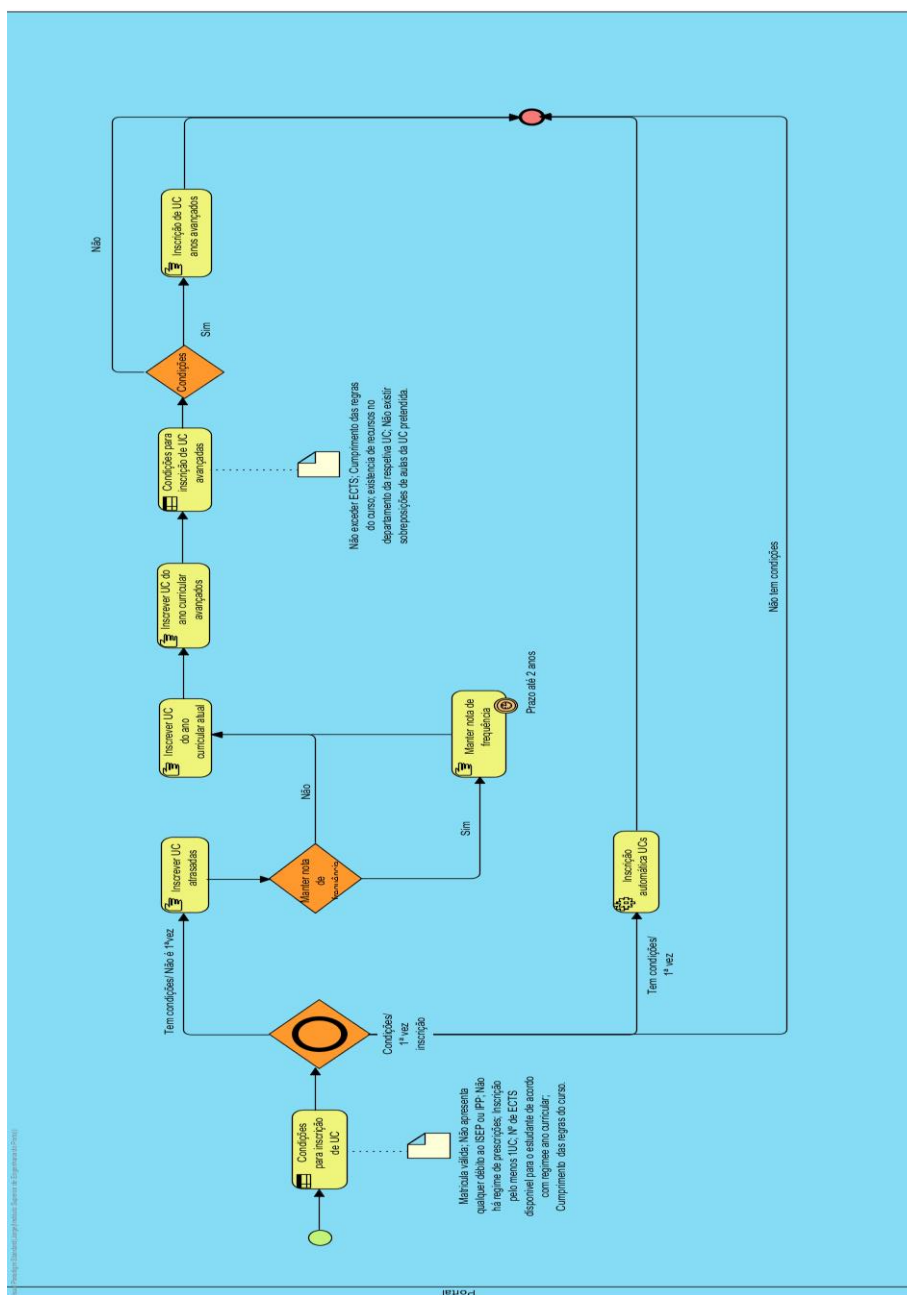 Condições
para inscrição
de UC
Matrícula válida; Não apresenta
qualquer débito ao ISEP ou IPP; Não
há regime de prescrições; Inscrição
pelo menos 1UC; Nº de ECTS
disponível para o estudante de acordo
com regimee ano curricular;
Cumprimento das regras do curso.
Condições/
1ª vez
inscrição
Tem condições/ Não é 1ª vez
Inscrever UC
atrasadas
Manter nota
de
Não
Sim
Manter nota de
frequência
Prazo até 2 anos
Inscrever UC
do ano
curricular atual
Inscrever UC do
ano curricular
avançados
Condições para
inscrição de UC
avançadas
Não exceder ECTS; Cumprimento das regras
do curso; existencia de recursos no
departamento da respetiva UC; Não existir
sobreposições de aulas da UC pretendida.
Condições
Sim
Não
Inscrição de UC
anos avançados
Tem condições/
1ª vez
Inscrição
automática UCs
Não tem condições